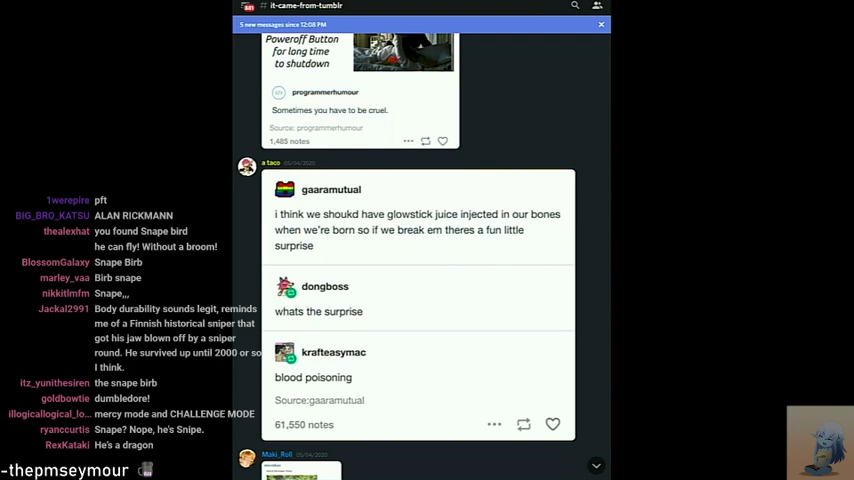 # it-came-from-tumblr
5 new messages since 12:08 PM
Poweroff Button
for long time
to shutdown
programmerhumour
Sometimes you have to be cruel.
Source: programmerhumour
1,485 notes
a taco 05/04/2020
gaaramutual
i think we shoukd have glowstick juice injected in our bones
when we're born so if we break em theres a fun little
surprise
dongboss
whats the surprise
krafteasymac
blood poisoning
Source:gaaramutual
61,550 notes
Maki_Roll 05/04/2020
1werepire pft
BIG_BRO_KATSU ALAN RICKMANN
thealexhat you found Snape bird
he can fly! Without a broom!
BlossomGalaxy Snape Birb
marley_vaa Birb snape
nikkitlmfm Snape,,,
Jackal2991 Body durability sounds legit, reminds
me of a Finnish historical sniper that
got his jaw blown off by a sniper
round. He survived up until 2000 or so
I think.
itz_yunithesiren the snape birb
goldbowtie dumbledore!
illogicallogical_lo... mercy mode and CHALLENGE MODE
ryanccurtis Snape? Nope, he's Snipe.
RexKataki He's a dragon
-thepmseymour